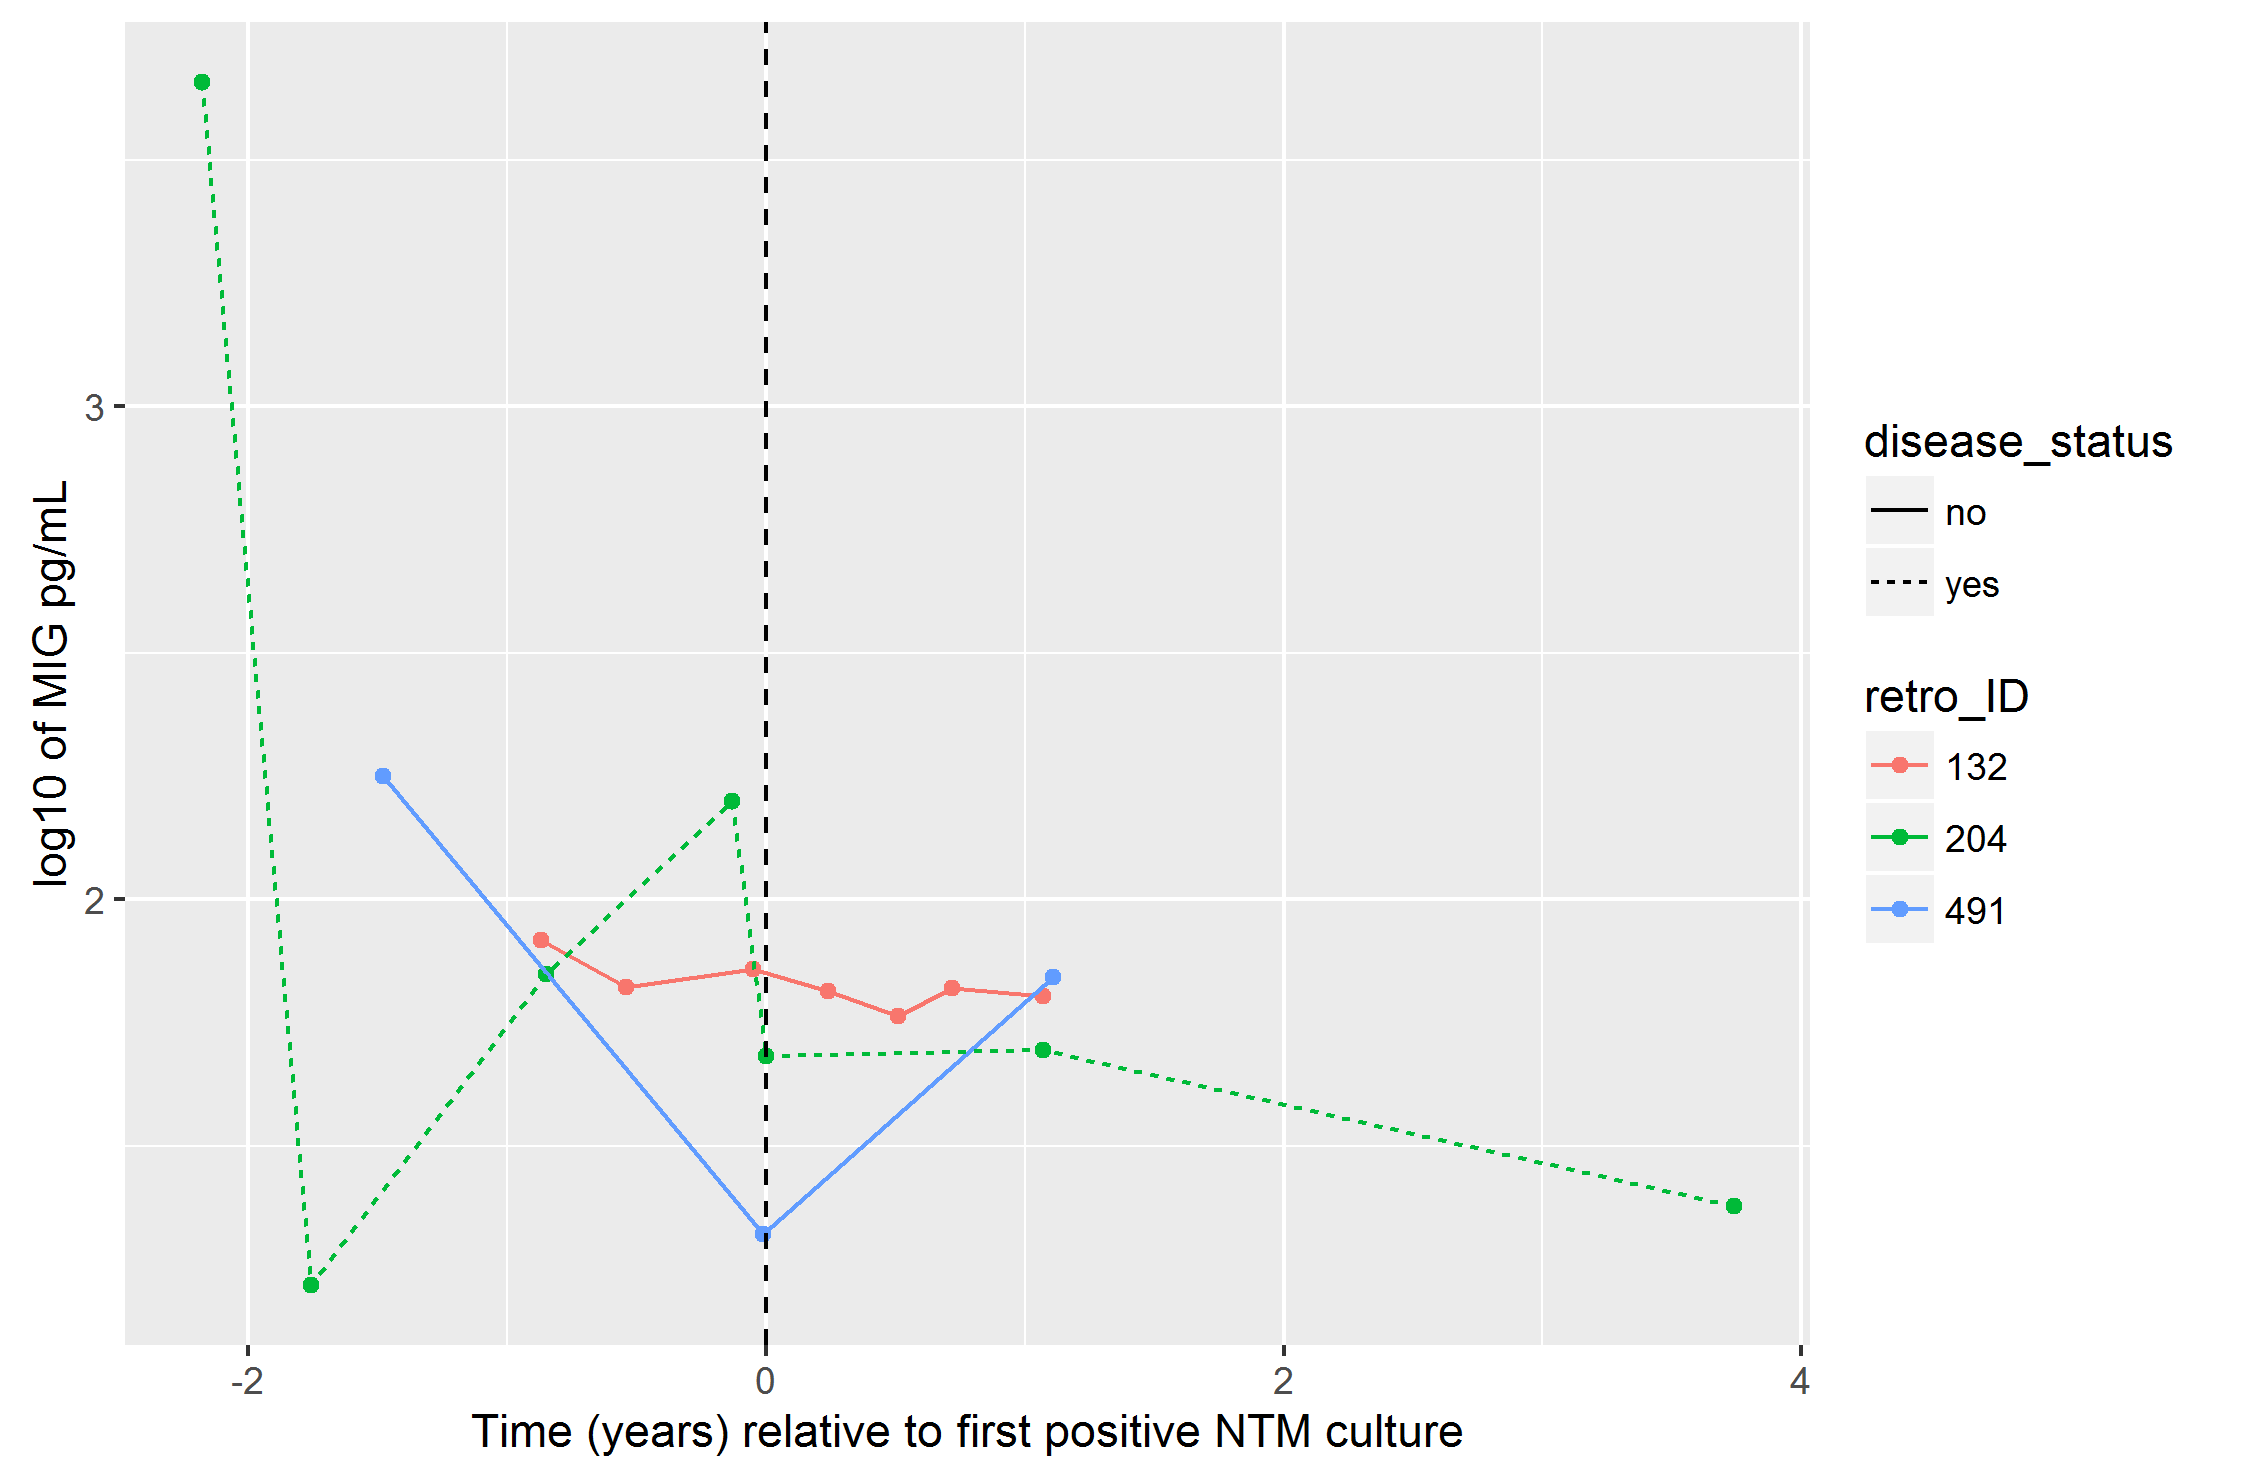 log10 of MIG pg/mL
3
2
-2
0
2
4
Time (years) relative to first positive NTM culture
disease_status
no
yes
retro_ID
132
204
491